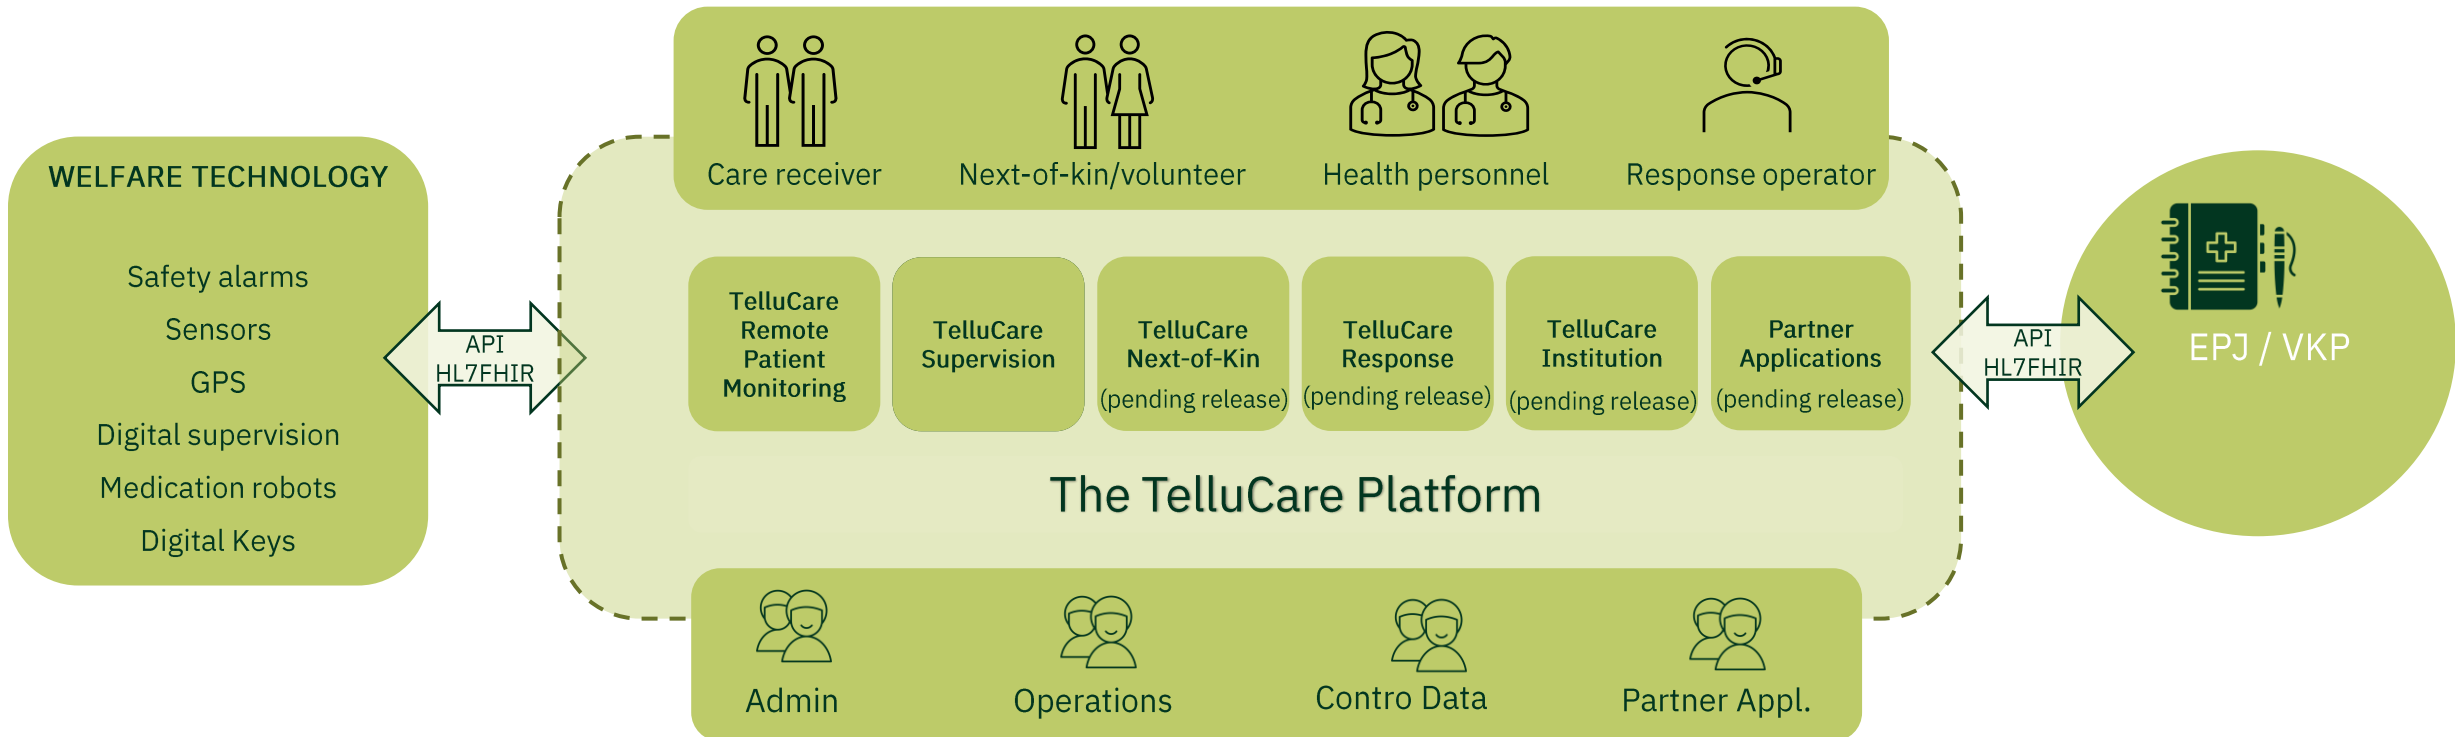 Care receiver
Next-of-kin/volunteer
Health personnel
Response operator
WELFARE TECHNOLOGY
Safety alarms
Sensors
GPS
Digital supervision
Medication robots
Digital Keys
API
HL7FHIR
TelluCare
Remote
Patient
Monitoring
TelluCare
Supervision
TelluCare
Next-of-Kin
(pending release)
TelluCare
Response
(pending release)
TelluCare
Institution
(pending release)
Partner
Applications
(pending release)
The TelluCare Platform
API
HL7FHIR
EPJ / VKP
Admin
Operations
Contro Data
Partner Appl.